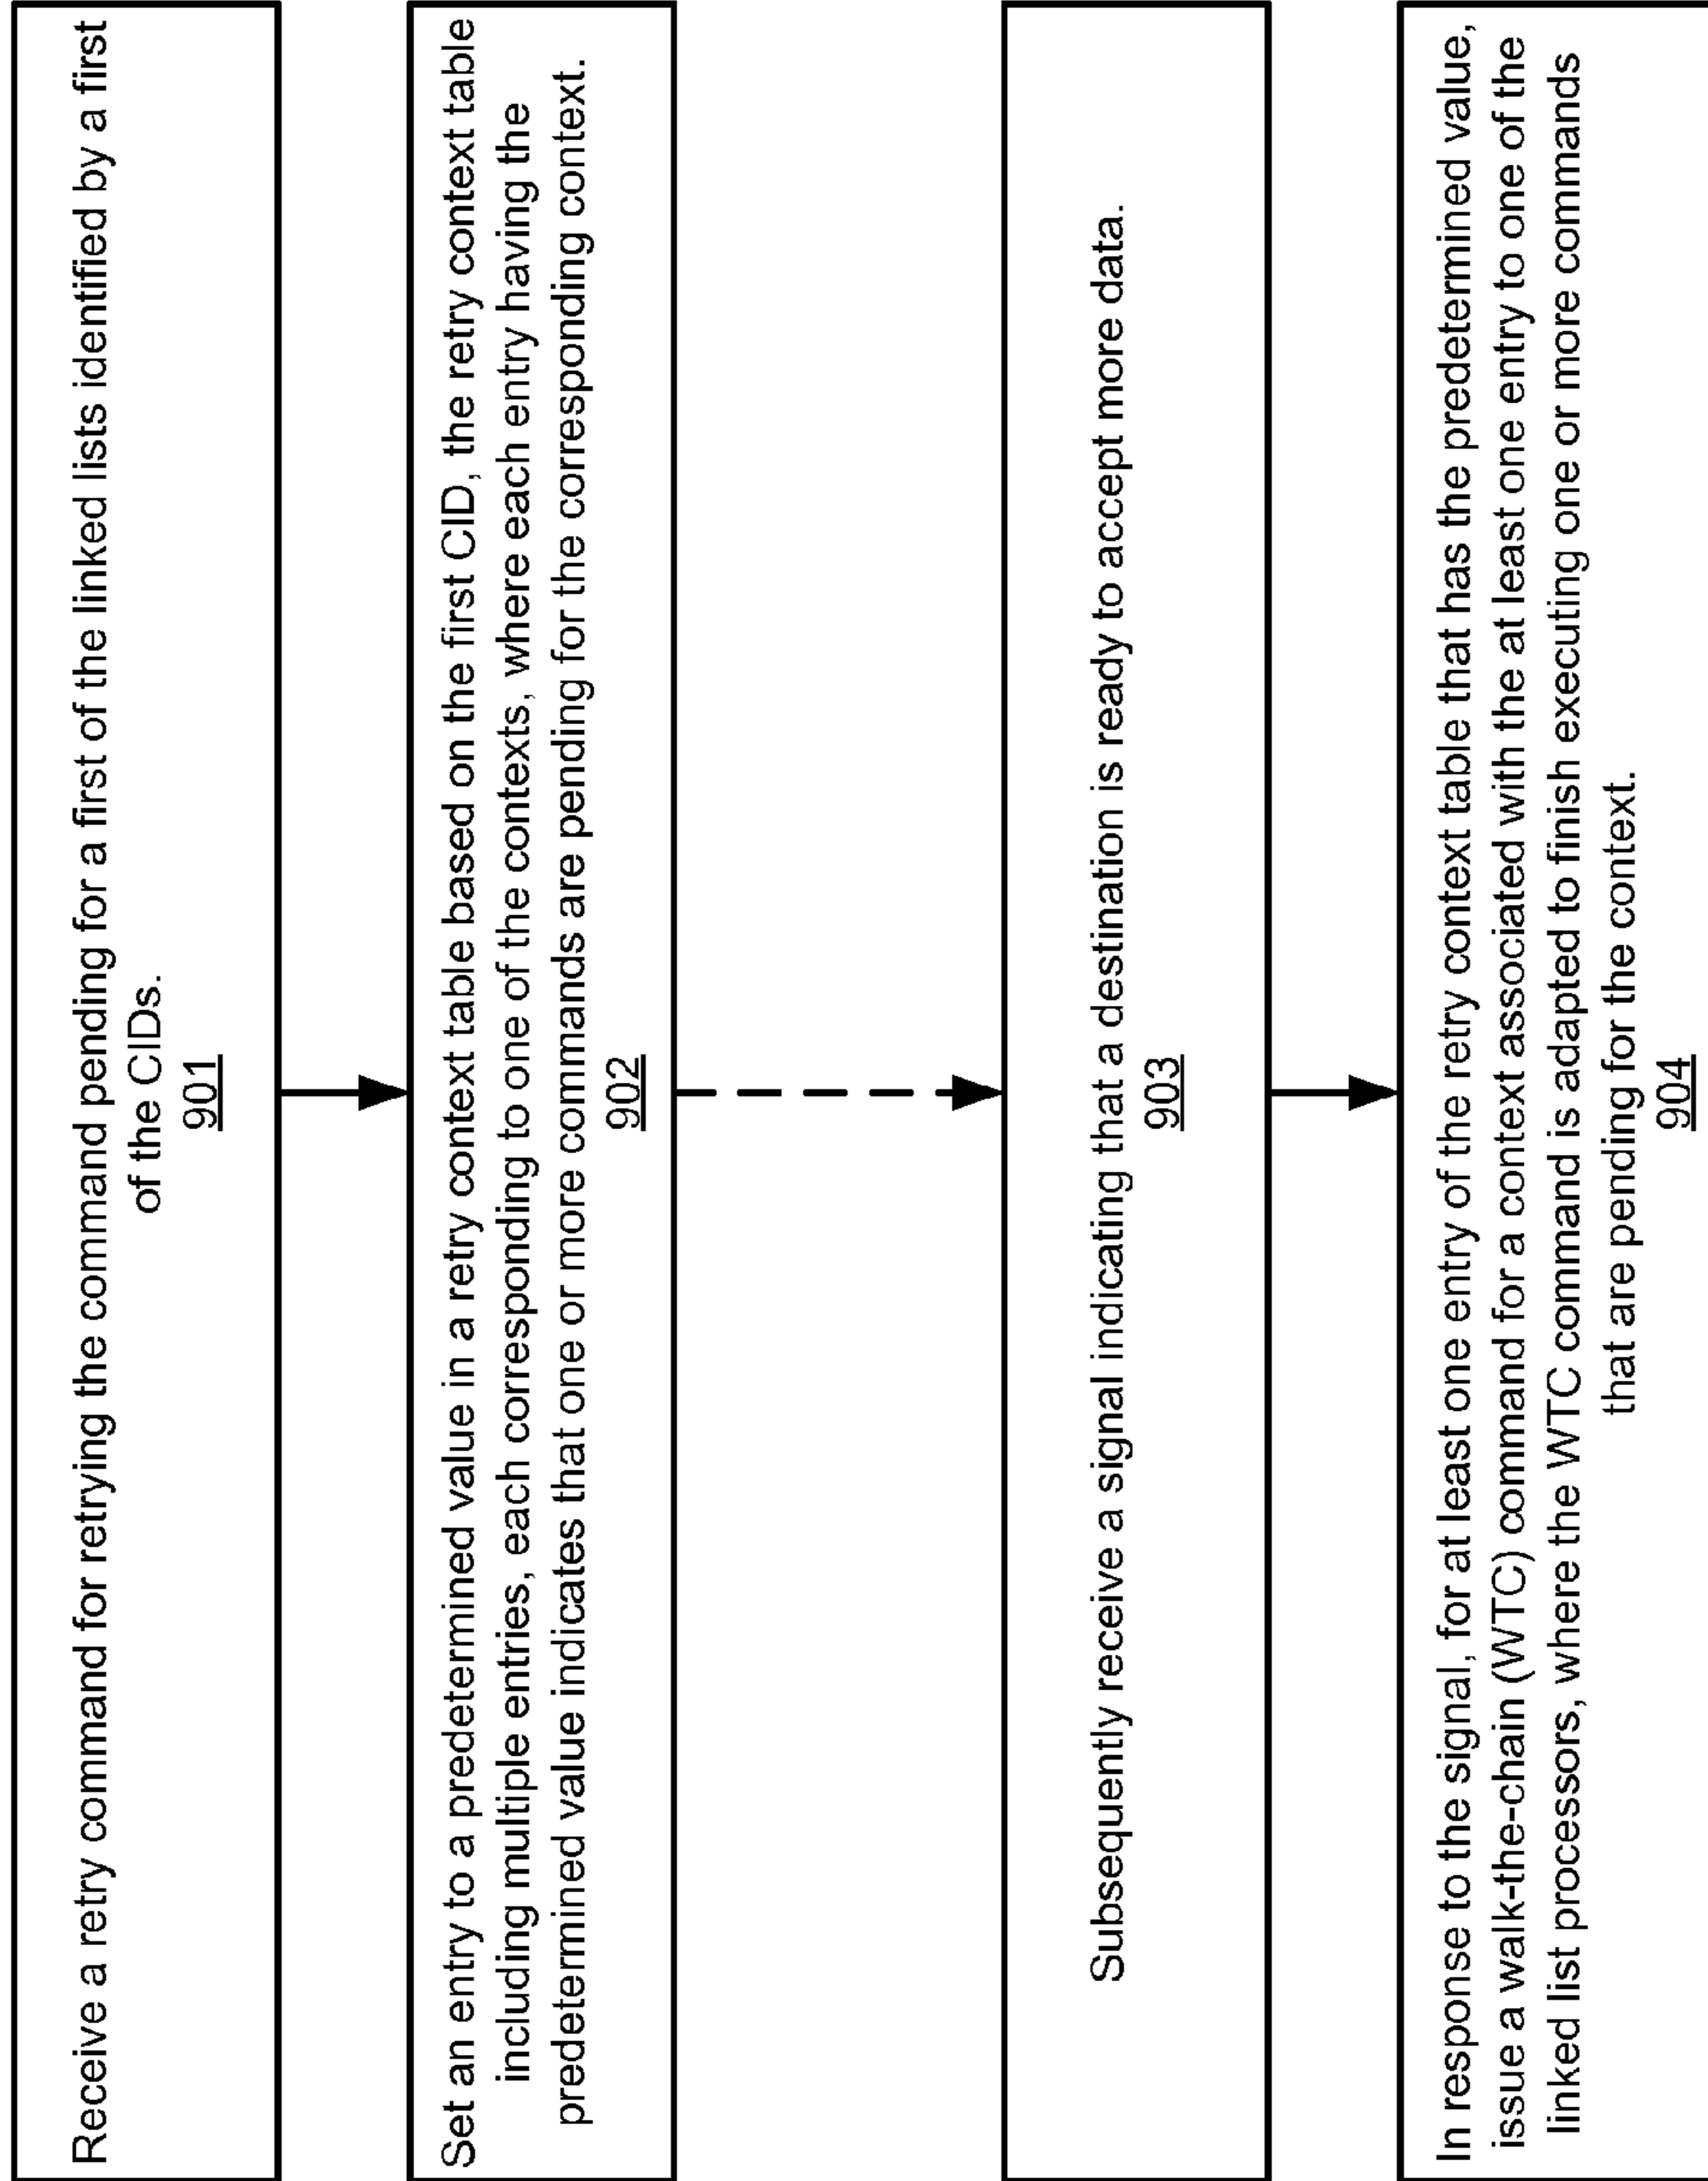 Receive a retry command for retrying the command pending for a first of the linked lists identified by a first
of the CIDs.
901
Set an entry to a predetermined value in a retry context table based on the first CID, the retry context table
including multiple entries, each corresponding to one of the contexts, where each entry having the
predetermined value indicates that one or more commands are pending for the corresponding context.
902
Subsequently receive a signal indicating that a destination is ready to accept more data.
903
In response to the signal, for at least one entry of the retry context table that has the predetermined value,
issue a walk-the-chain (WTC) command for a context associated with the at least one entry to one of the
linked list processors, where the WTC command is adapted to finish executing one or more commands
that are pending for the context.
904